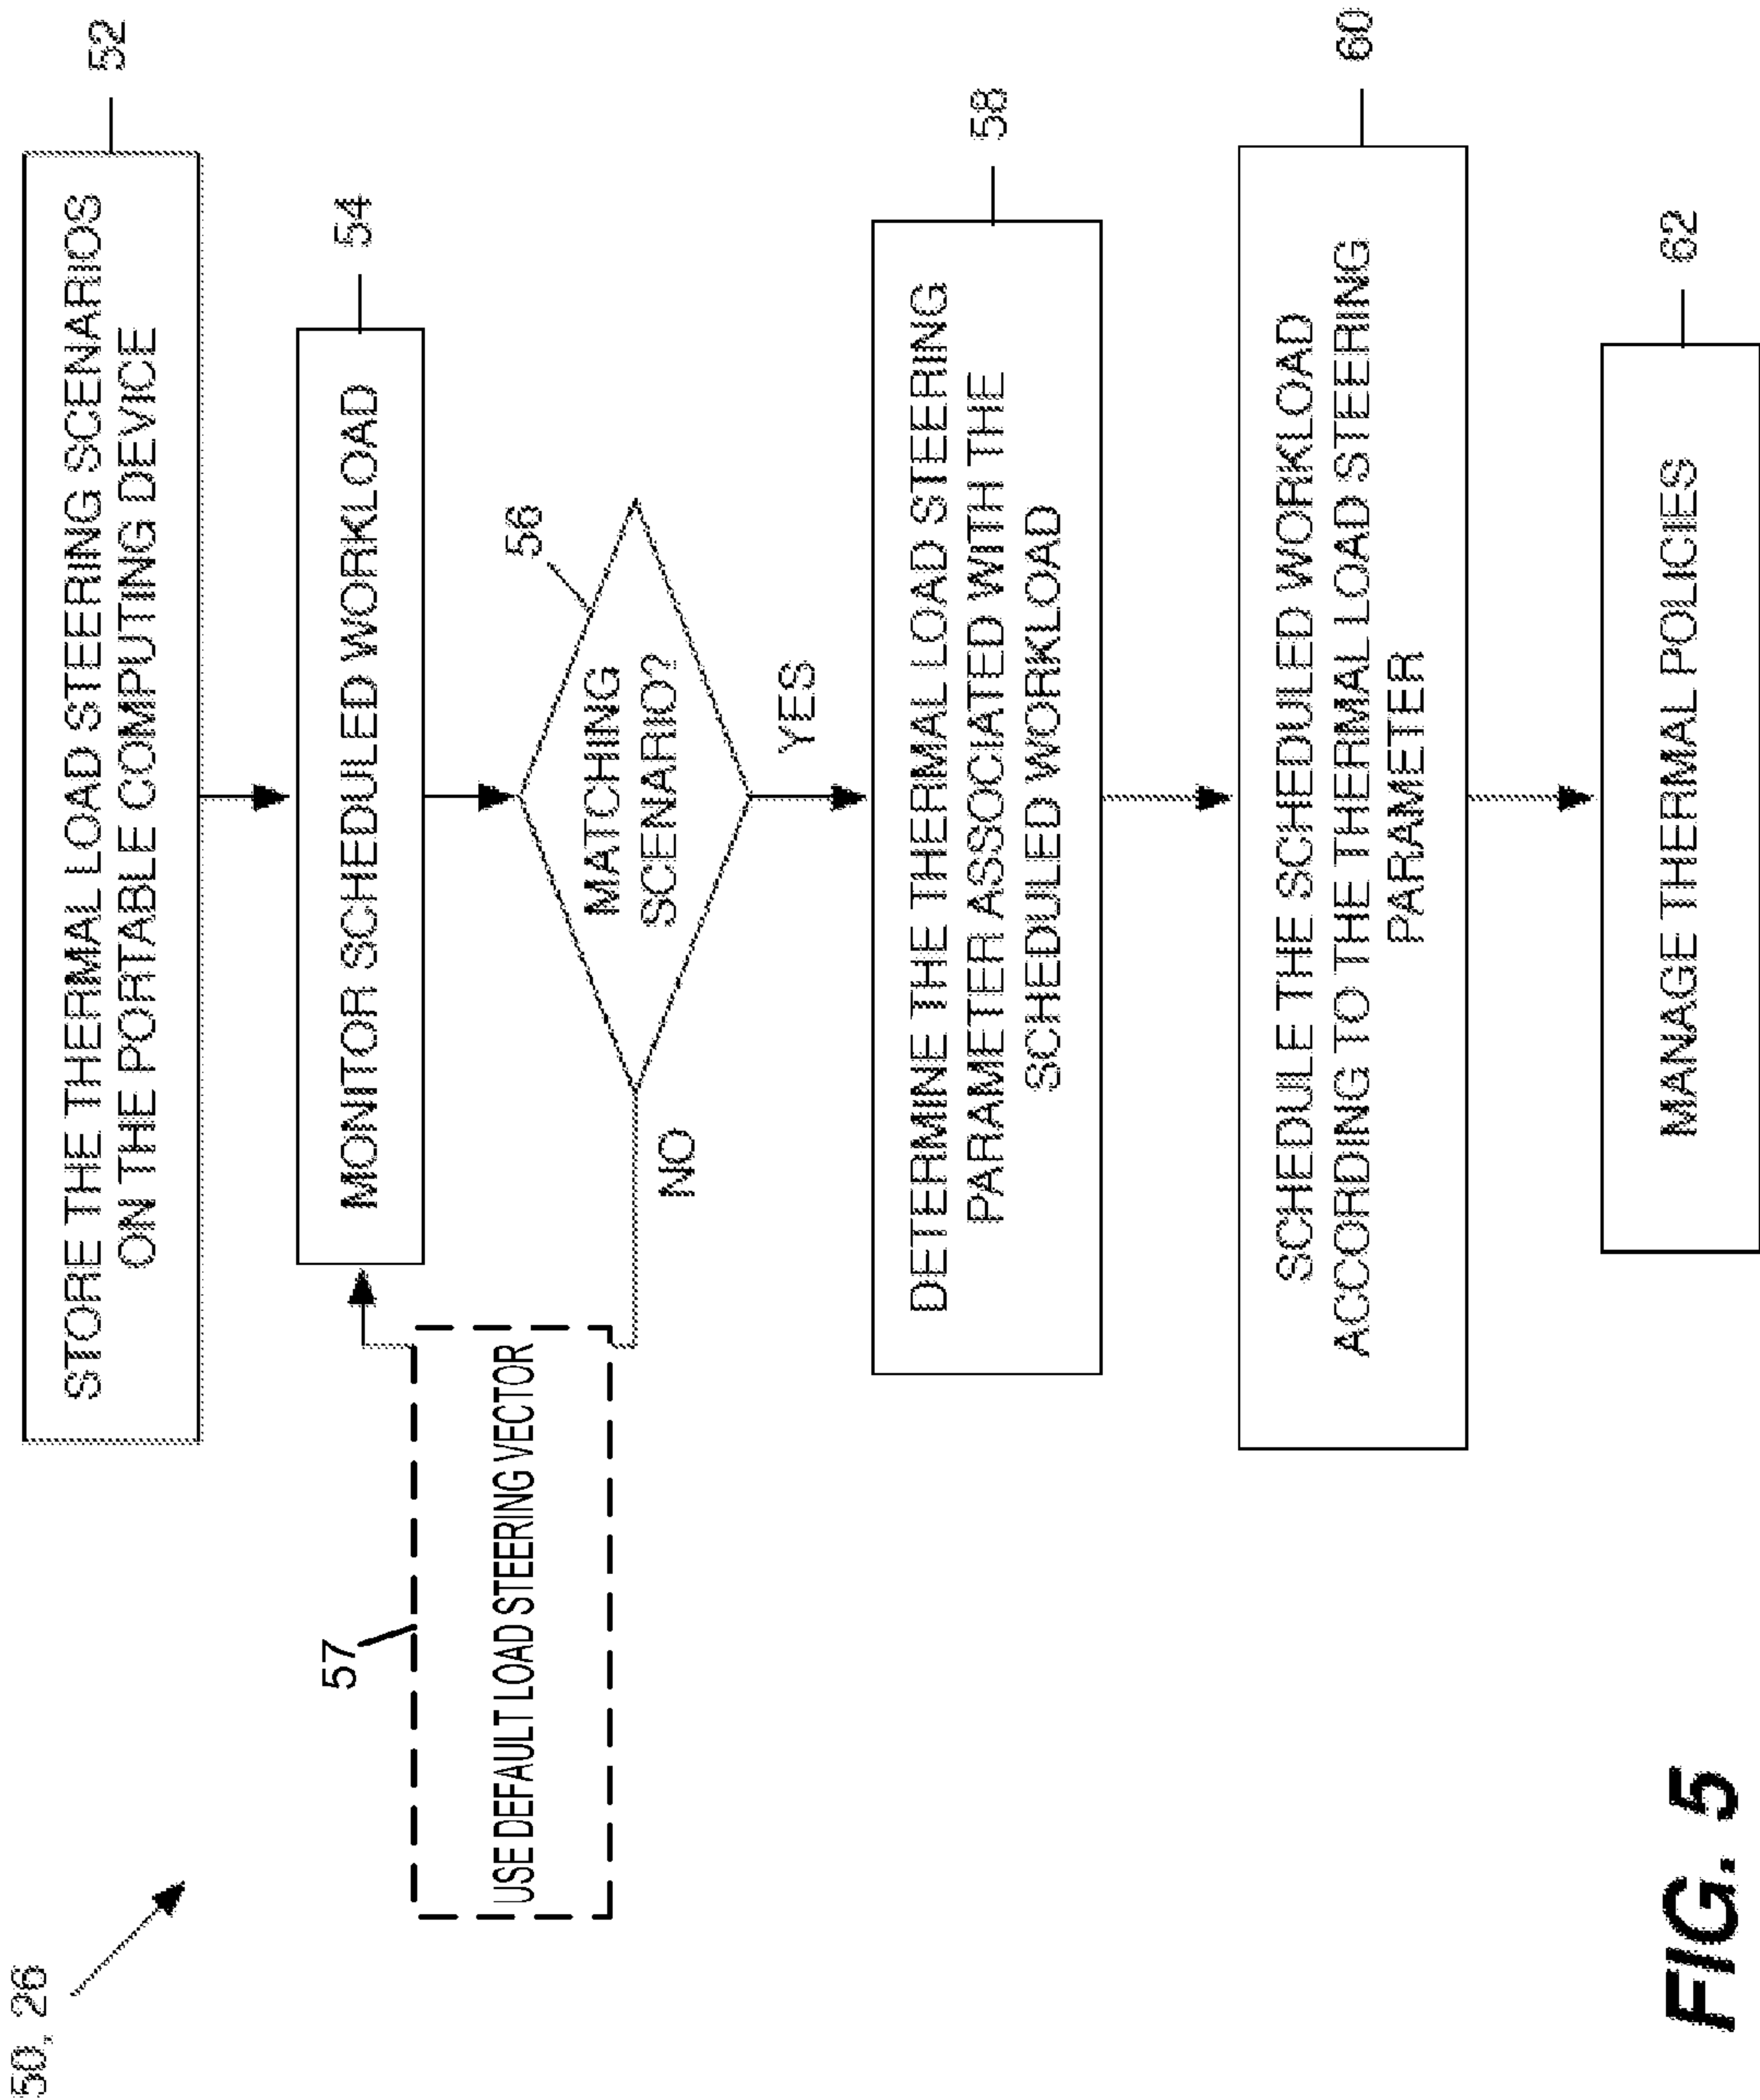 50, 26
STORE THE THERMAL LOAD STEERING SCENARIOS
ON THE PORTABLE COMPUTING DEVICE
52
MONITOR SCHEDULED WORKLOAD
54
57
USE DEFAULT LOAD STEERING VECTOR
MATCHING
SCENARIO?
56
NO
YES
DETERMINE THE THERMAL LOAD STEERING
PARAMETER ASSOCIATED WITH THE
SCHEDULED WORKLOAD
58
SCHEDULE THE SCHEDULED WORKLOAD
ACCORDING TO THE THERMAL LOAD STEERING
PARAMETER
60
MANAGE THERMAL POLICIES
62
FIG. 5